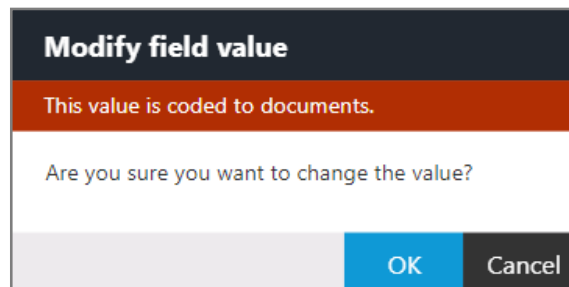 Modify field value
This value is coded to documents.
Are you sure you want to change the value?
OK Cancel